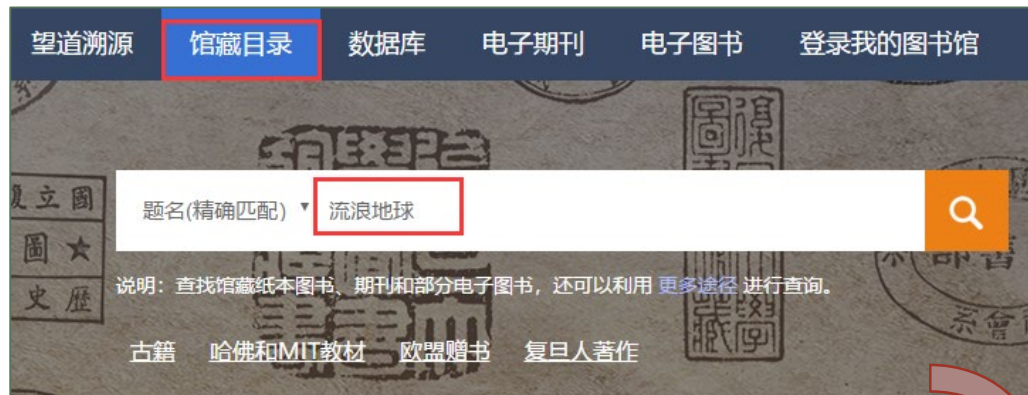 望道溯源 馆藏目录 数据库 电子期刊 电子图书 登录我的图书馆
题名(精确匹配) 流浪地球
说明：查找馆藏纸本图书、期刊和部分电子图书，还可以利用 更多途径 进行查询。
古籍 哈佛和MIT教材 欧盟赠书 复旦人著作